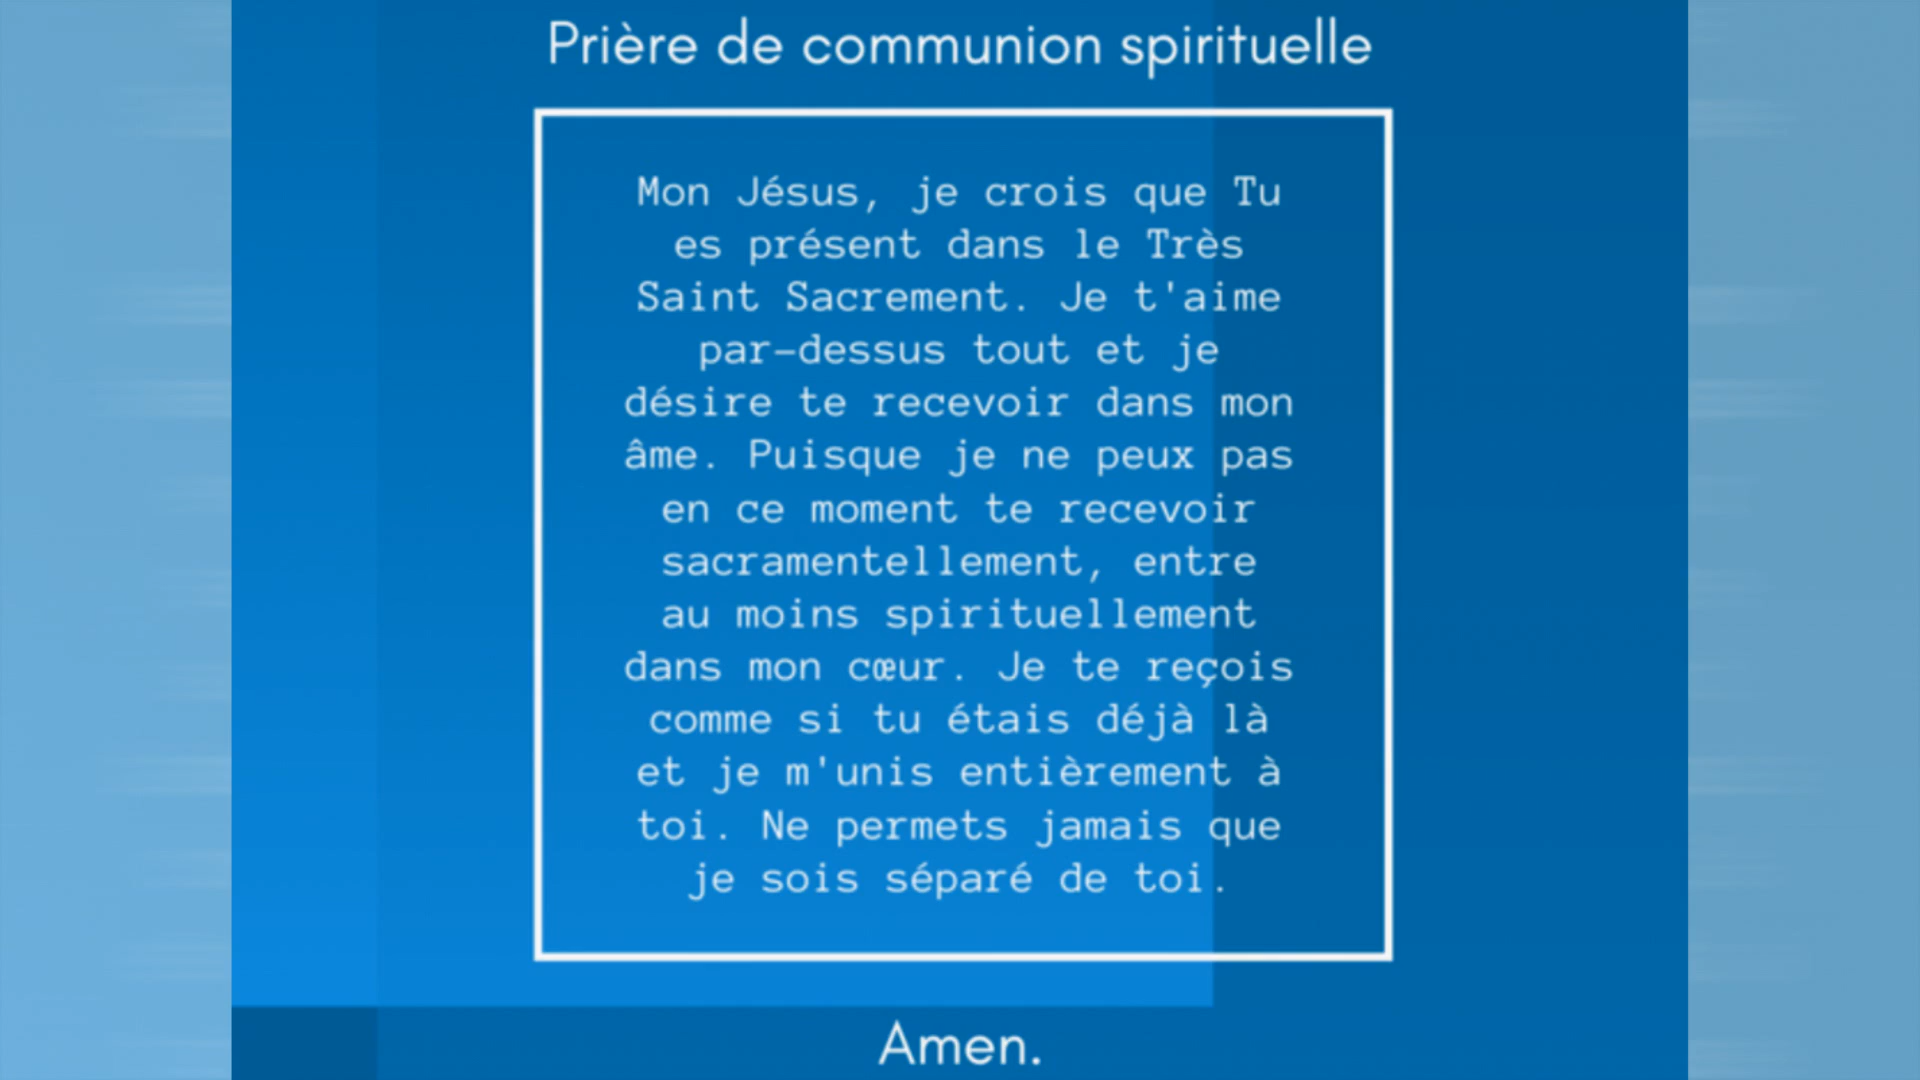 Prière de communion spirituelle
Mon Jésus, je crois que Tu
es présent dans le Très
Saint Sacrement. Je t'aime
par-dessus tout et je
désire te recevoir dans mon
âme. Puisque je ne peux pas
en ce moment te recevoir
sacramentellement, entre
au moins spirituellement
dans mon cœur. Je te reçois
comme si tu étais déjà là
et je m'unis entièrement à
toi. Ne permets jamais que
je sois séparé de toi.
Amen.